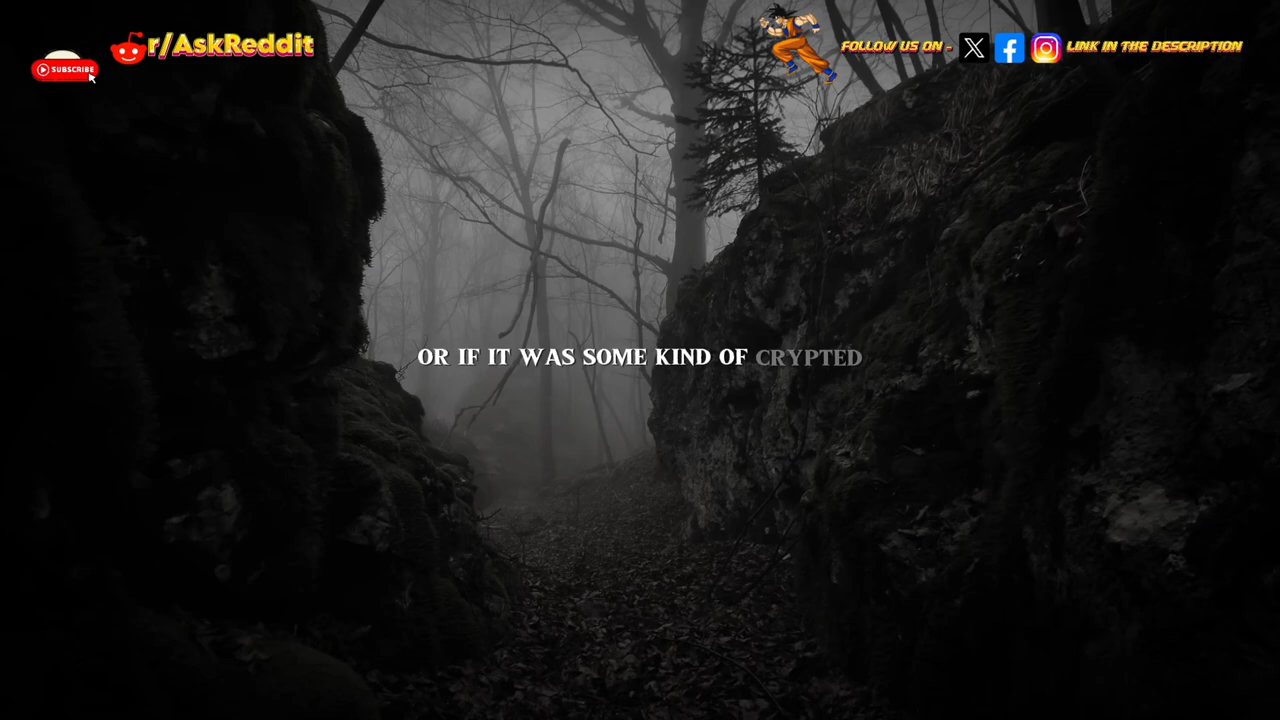 r/AskReddit
SUBSCRIBE
FOLLOW US ON - LINK IN THE DESCRIPTION
OR IF IT WAS SOME KIND OF CRYPTED